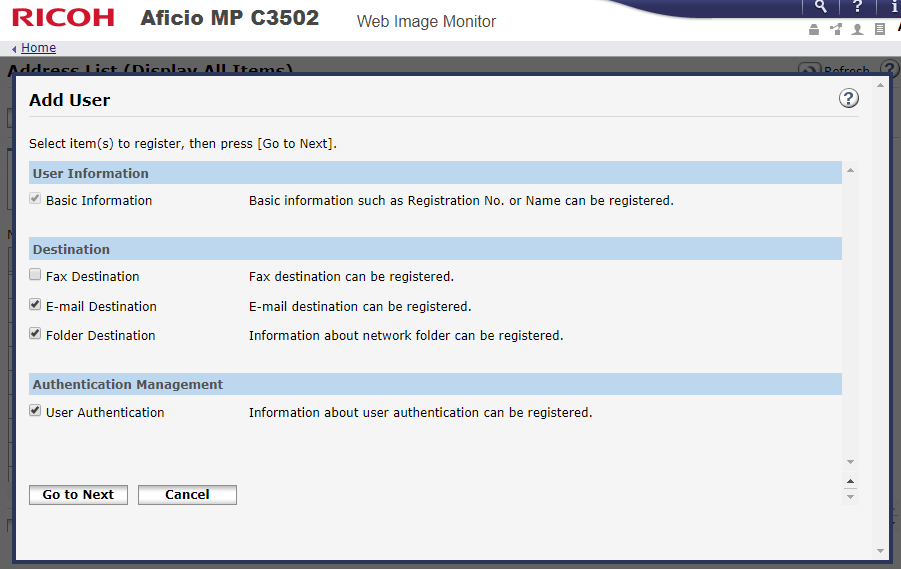 RICOH Aficio MP C3502 Web Image Monitor
Home
Address List (Display All Items)
Refresh
Add User
Select item(s) to register, then press [Go to Next].
User Information
Basic Information Basic information such as Registration No. or Name can be registered.
Destination
Fax Destination Fax destination can be registered.
E-mail Destination E-mail destination can be registered.
Folder Destination Information about network folder can be registered.
Authentication Management
User Authentication Information about user authentication can be registered.
Go to Next Cancel